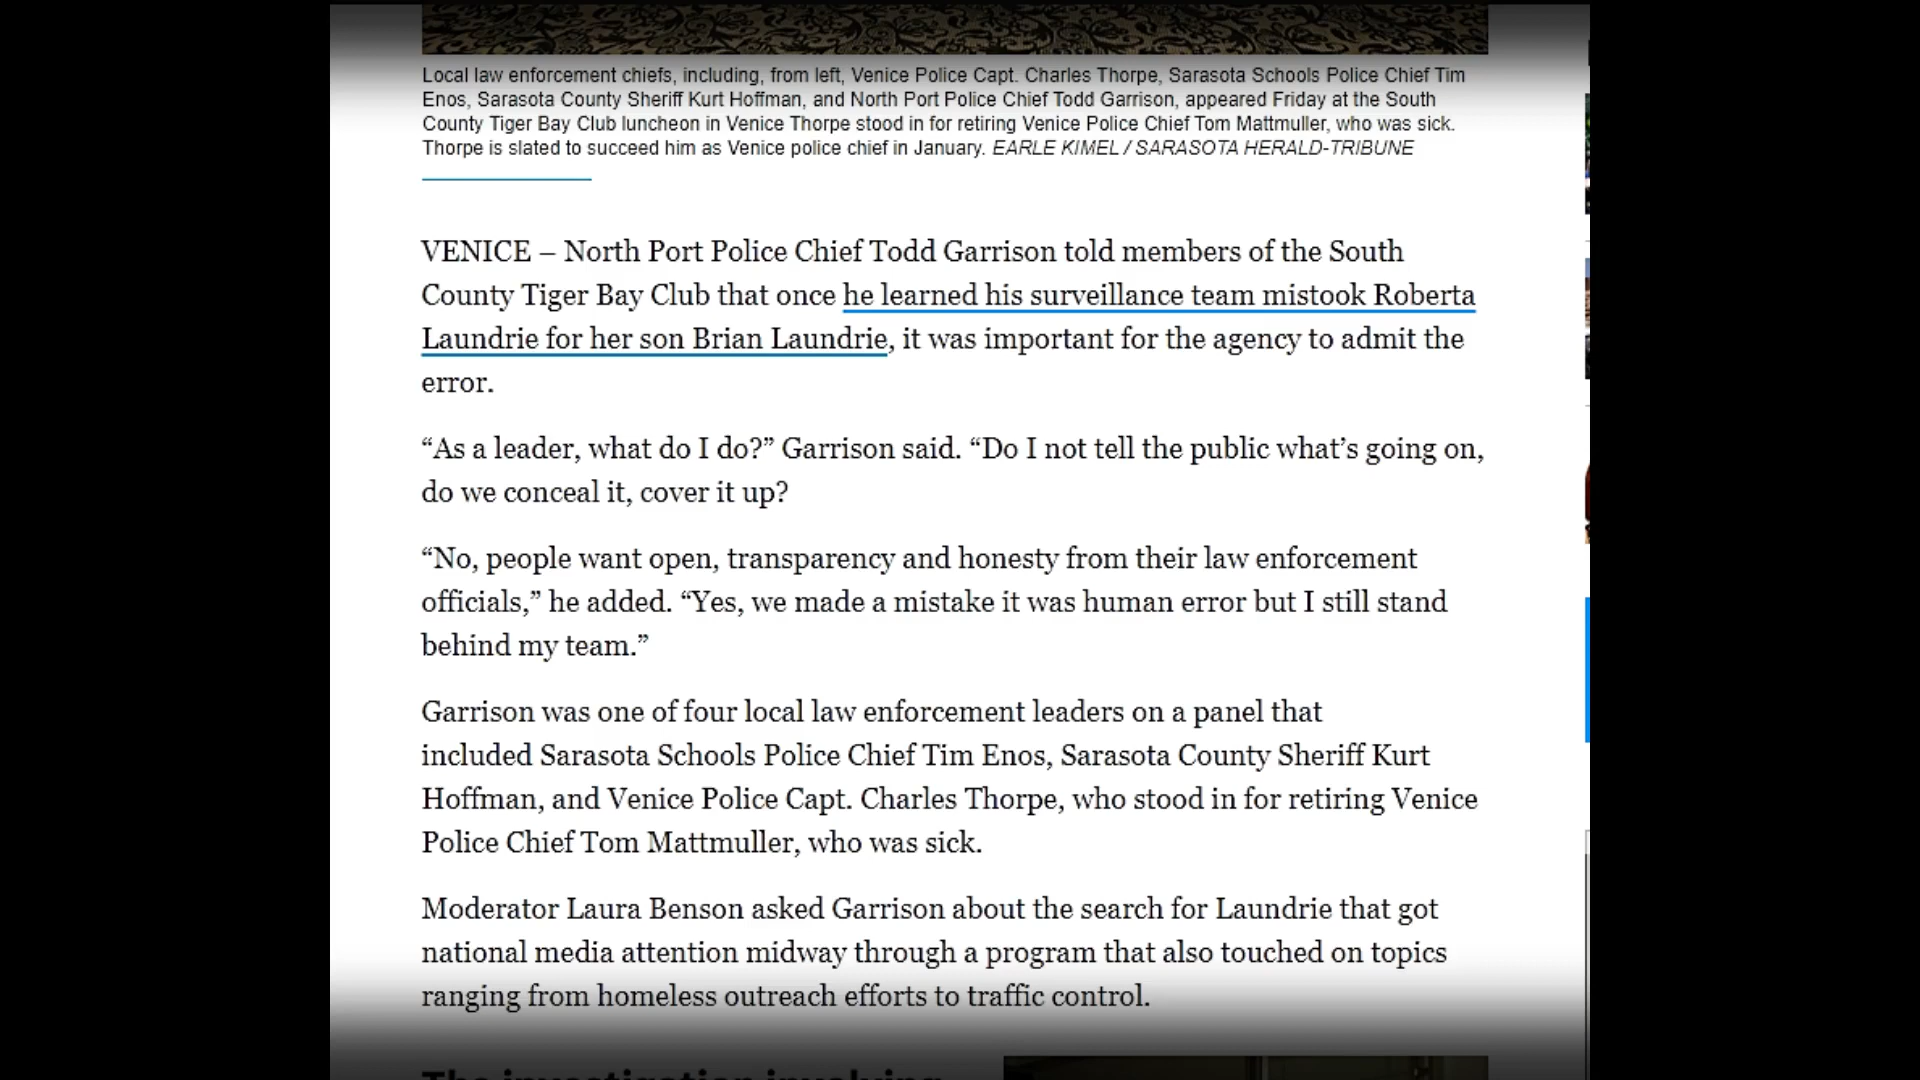 Local law enforcement chiefs, including, from left, Venice Police Capt. Charles Thorpe, Sarasota Schools Police Chief Tim
Enos, Sarasota County Sheriff Kurt Hoffman, and North Port Police Chief Todd Garrison, appeared Friday at the South
County Tiger Bay Club luncheon in Venice Thorpe stood in for retiring Venice Police Chief Tom Mattmuller, who was sick.
Thorpe is slated to succeed him as Venice police chief in January. EARLE KIMEL / SARASOTA HERALD-TRIBUNE
VENICE – North Port Police Chief Todd Garrison told members of the South
County Tiger Bay Club that once he learned his surveillance team mistook Roberta
Laundrie for her son Brian Laundrie, it was important for the agency to admit the
error.
“As a leader, what do I do?” Garrison said. “Do I not tell the public what’s going on,
do we conceal it, cover it up?
“No, people want open, transparency and honesty from their law enforcement
officials,” he added. “Yes, we made a mistake it was human error but I still stand
behind my team.”
Garrison was one of four local law enforcement leaders on a panel that
included Sarasota Schools Police Chief Tim Enos, Sarasota County Sheriff Kurt
Hoffman, and Venice Police Capt. Charles Thorpe, who stood in for retiring Venice
Police Chief Tom Mattmuller, who was sick.
Moderator Laura Benson asked Garrison about the search for Laundrie that got
national media attention midway through a program that also touched on topics
ranging from homeless outreach efforts to traffic control.
The investigation involving